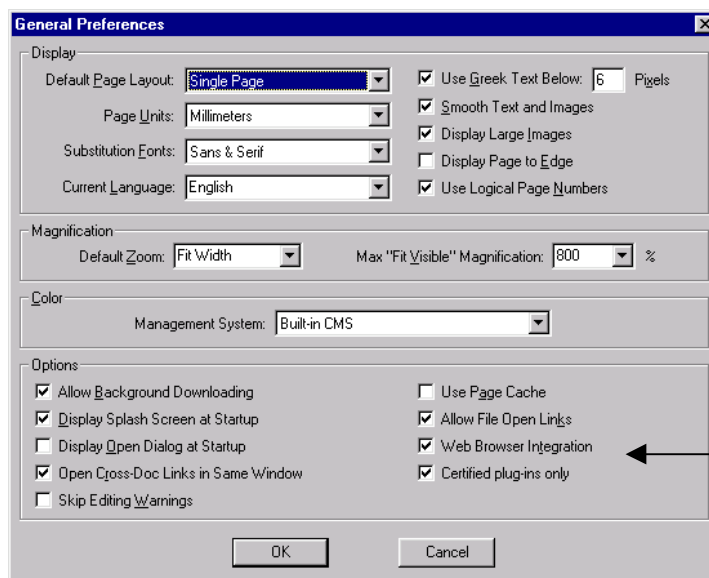 General Preferences
Display
Default Page Layout: Single Page
Page Units: Millimeters
Substitution Fonts: Sans & Serif
Current Language: English
Use Greek Text Below: 6 Pixels
Smooth Text and Images
Display Large Images
Display Page to Edge
Use Logical Page Numbers
Magnification
Default Zoom: Fit Width
Max "Fit Visible" Magnification: 800 %
Color
Management System: Built-in CMS
Options
Allow Background Downloading
Display Splash Screen at Startup
Display Open Dialog at Startup
Open Cross-Doc Links in Same Window
Skip Editing Warnings
Use Page Cache
Allow File Open Links
Web Browser Integration
Certified plug-ins only
OK
Cancel